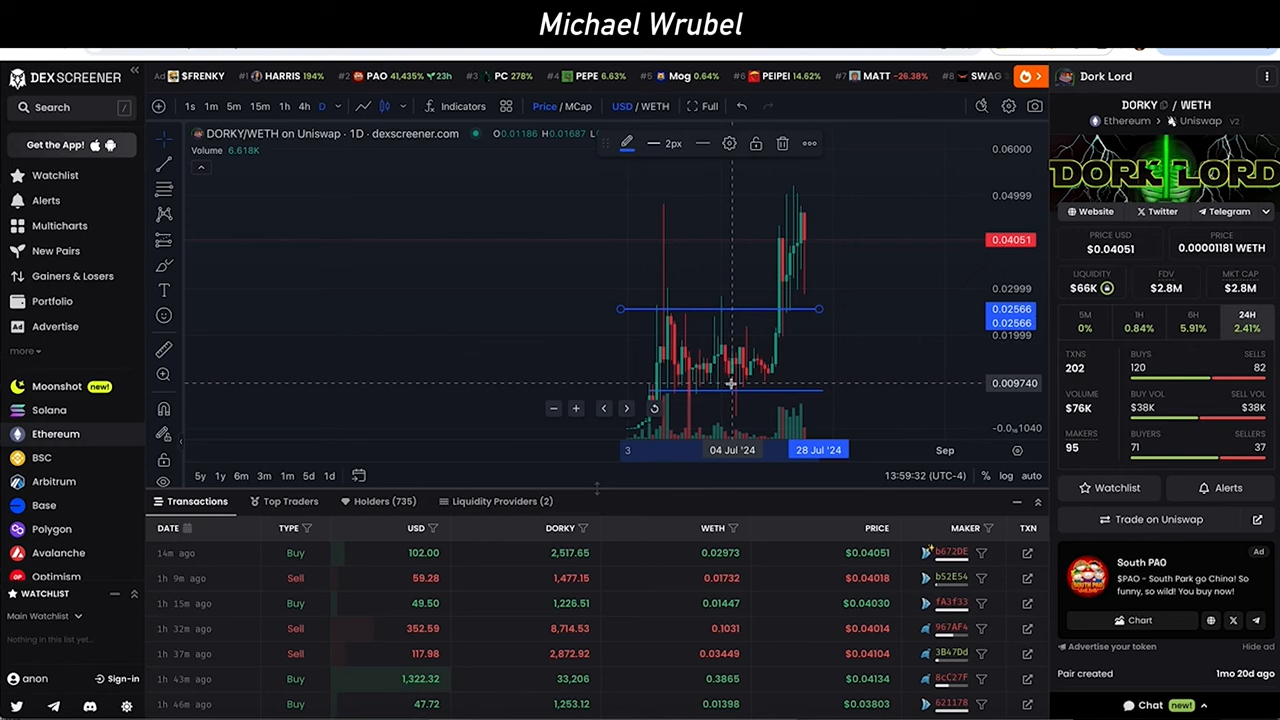 Michael Wrubel
DEXSCREENER
Search /
Get the App!
Watchlist
Alerts
Multicharts
New Pairs
Gainers & Losers
Portfolio
Ad Advertise
more
Moonshot new!
Solana
Ethereum
BSC
Arbitrum
Base
Polygon
Avalanche
Optimism
WATCHLIST
Main Watchlist
Nothing in this list yet...
anon Sign-in
Ad $FRENKY #1 HARRIS 194% #2 PAO 41,435% 23h #3 PC 278% #4 PEPE 6.63% #5 Mog 0.64% #6 PEIPEI 14.62% #7 MATT -26.38% #8 SWAG
1s 1m 5m 15m 1h 4h D Indicators Price / MCap USD / WETH Full
DORKY/WETH on Uniswap · 1D · dexscreener.com O0.01186 H0.01687
Volume 6.618K
2px
0.06000
0.04999
0.04051
0.02999
0.02566
0.02566
0.01999
0.009740
3 04 Jul '24 28 Jul '24 Sep
5y 1y 6m 3m 1m 5d 1d 13:59:32 (UTC-4) % log auto
Transactions Top Traders Holders (735) Liquidity Providers (2)
DATE TYPE USD DORKY WETH PRICE MAKER TXN
14m ago Buy 102.00 2,517.65 0.02973 $0.04051 b672DE
1h 9m ago Sell 59.28 1,477.15 0.01732 $0.04018 b52E54
1h 15m ago Buy 49.50 1,226.51 0.01447 $0.04030 fA3f33
1h 32m ago Sell 352.59 8,714.53 0.1031 $0.04014 967AF4
1h 37m ago Sell 117.98 2,872.92 0.03449 $0.04104 3B47Dd
1h 43m ago Buy 1,322.32 33,206 0.3865 $0.04134 8cC27F
1h 46m ago Buy 47.72 1,253.12 0.01398 $0.03803 621178
Dork Lord
DORKY / WETH
Ethereum > Uniswap V2
DORK LORD
Website Twitter Telegram
PRICE USD PRICE
$0.04051 0.00001181 WETH
LIQUIDITY FDV MKT CAP
$66K $2.8M $2.8M
5M 1H 6H 24H
0% 0.84% 5.91% 2.41%
TXNS BUYS SELLS
202 120 82
VOLUME BUY VOL SELL VOL
$76K $38K $38K
MAKERS BUYERS SELLERS
95 71 37
Watchlist Alerts
Trade on Uniswap
South PAO Ad
$PAO - South Park go China! So
funny, so wild! You buy now!
Chart
Advertise your token Hide ad
Pair created 1mo 20d ago
Chat new!